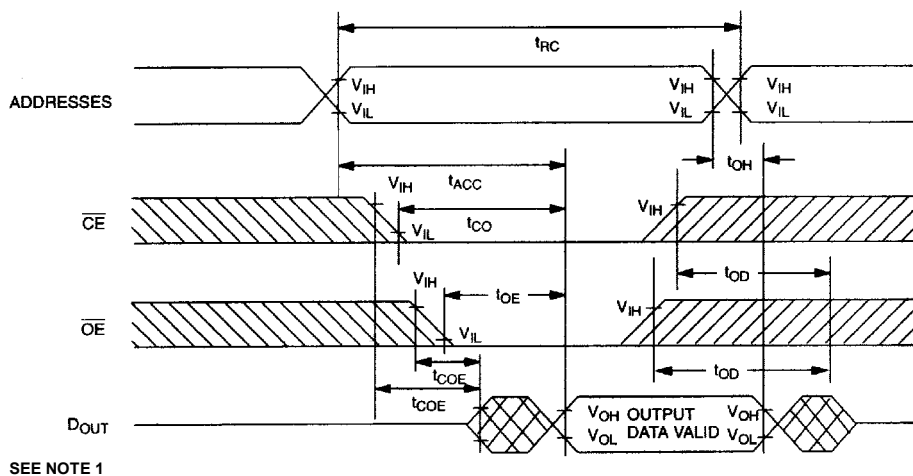 tRC
ADDRESSES
VIH
VIL
VIH
VIL
VIH
VIL
tOH
tACC
CE
VIH
VIL
tCO
VIH
tOD
OE
VIH
VIL
tOE
VIH
tOD
tCOE
tCOE
DOUT
VOH
VOL
OUTPUT
DATA VALID
VOH
VOL
SEE NOTE 1